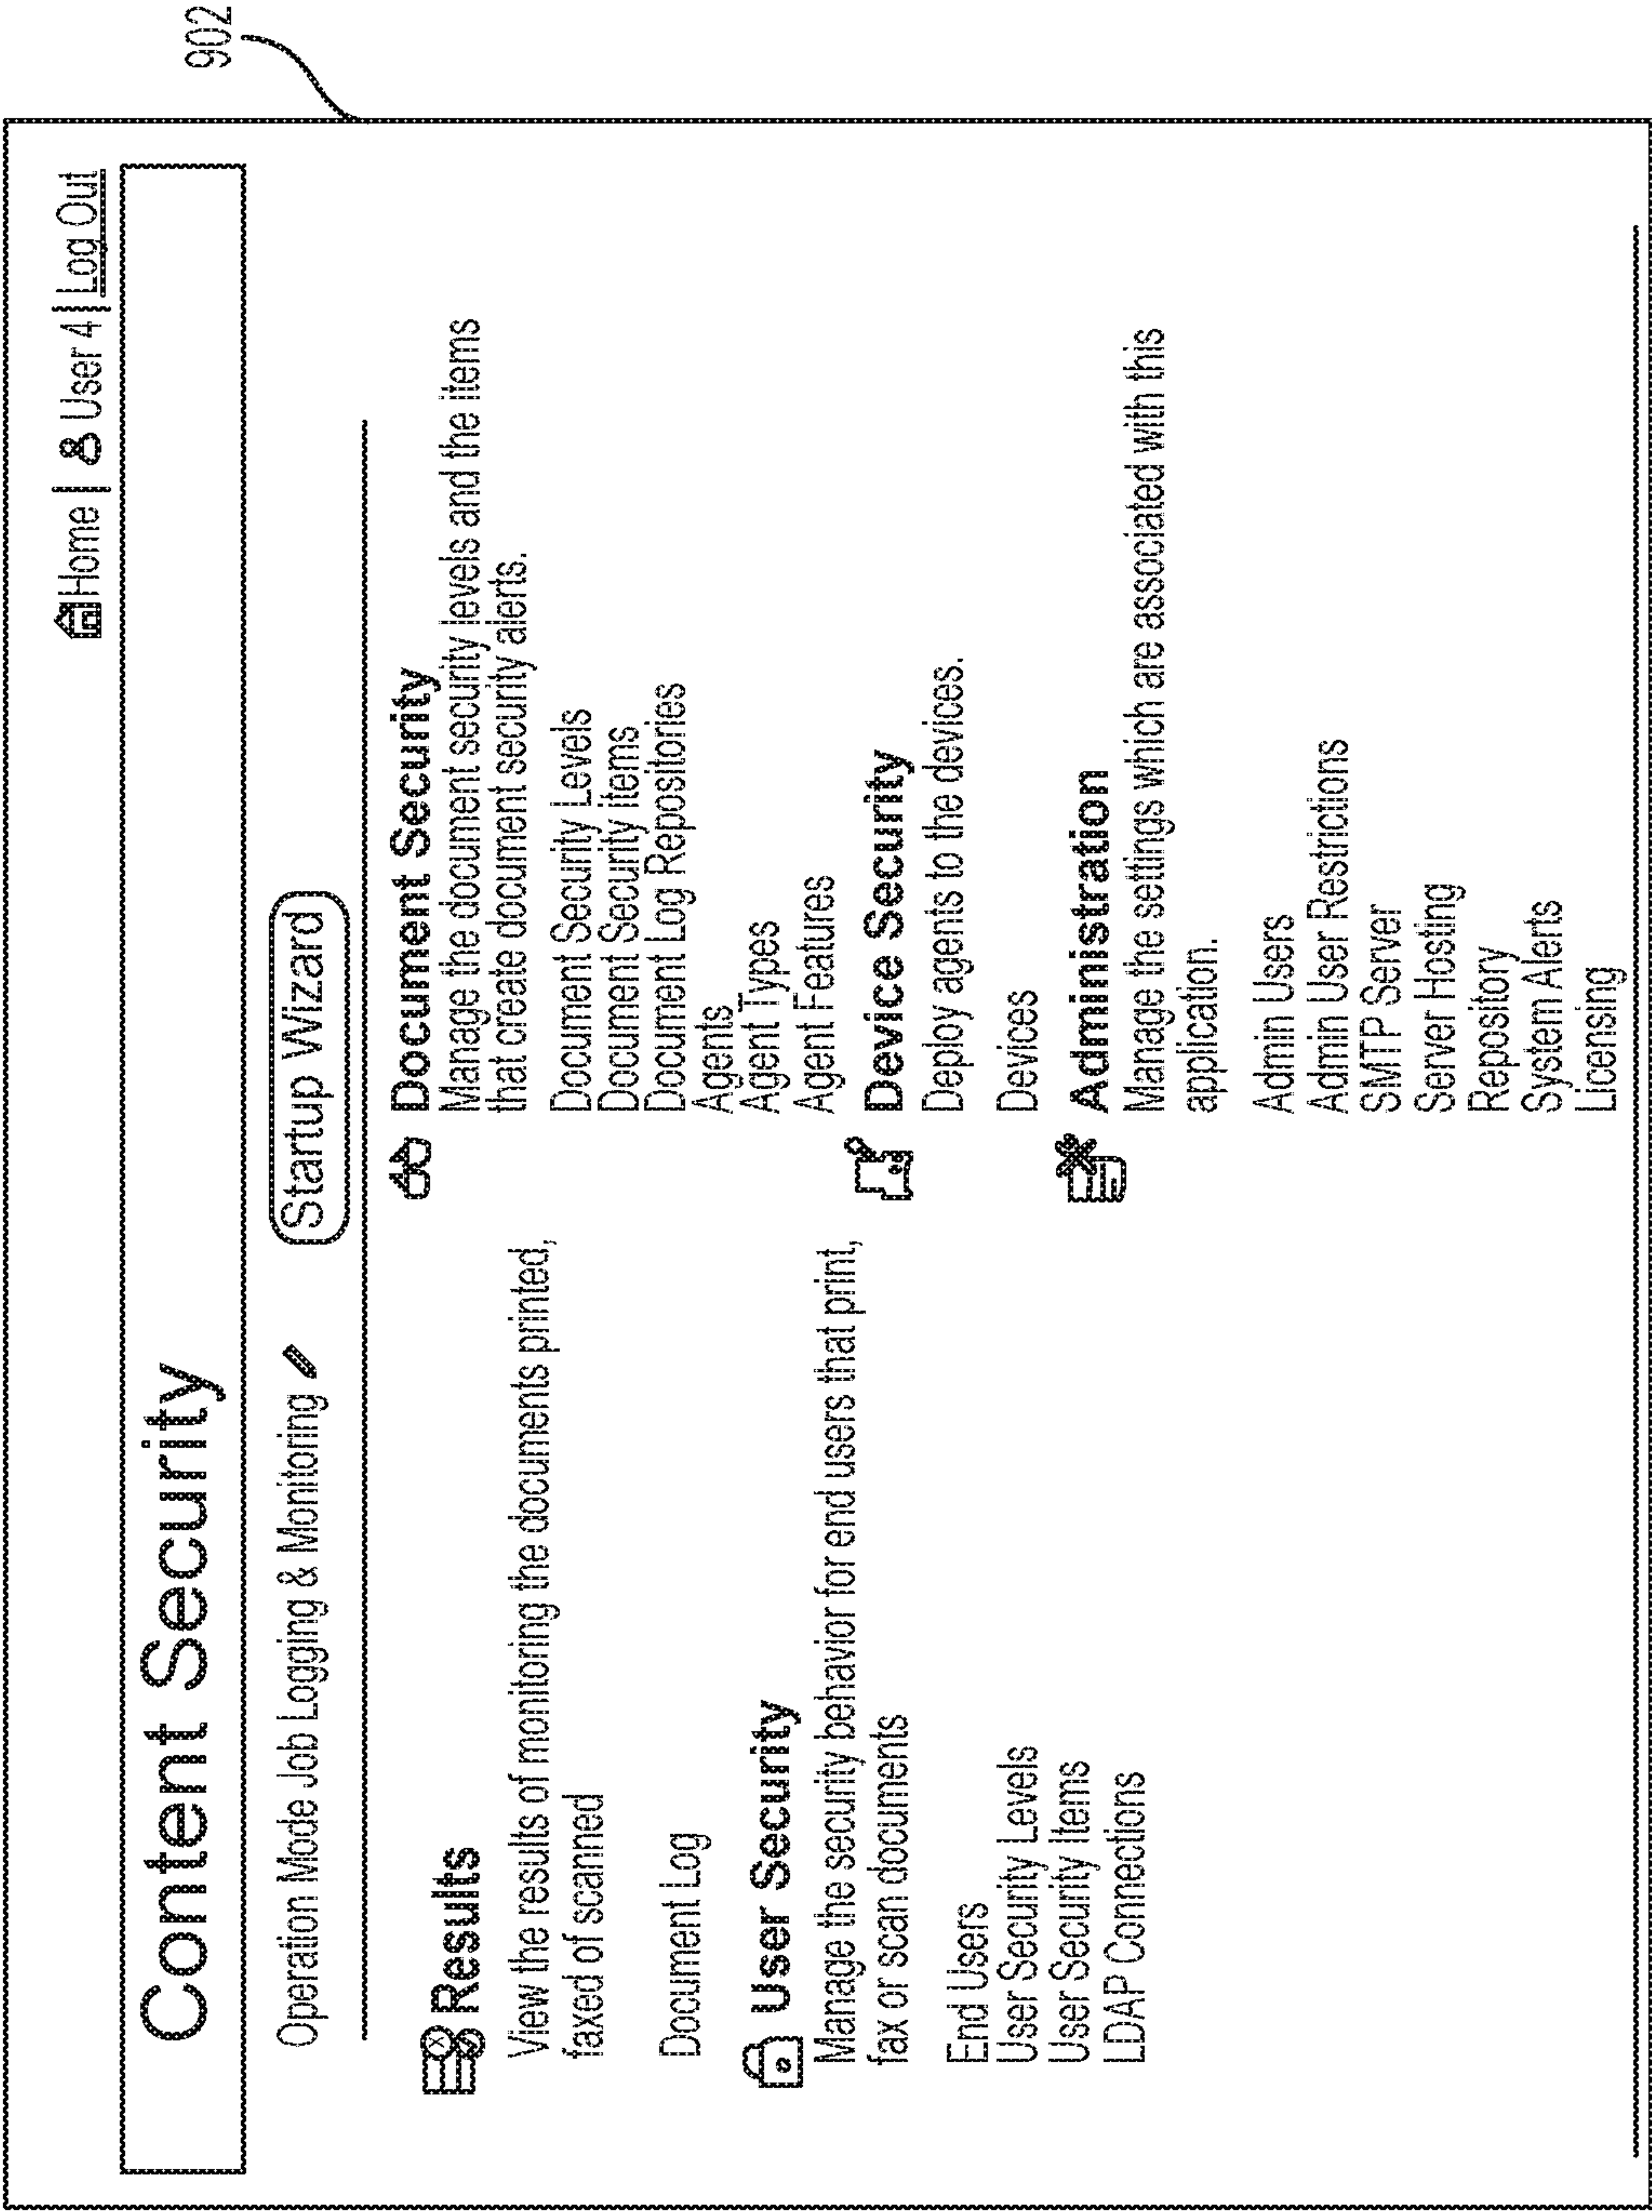 902
Home | User 4 | Log Out
Content Security
Operation Mode Job Logging & Monitoring
Startup Wizard
Results
View the results of monitoring the documents printed,
faxed of scanned
Document Log
User Security
Manage the security behavior for end users that print,
fax or scan documents
End Users
User Security Levels
User Security Items
LDAP Connections
Document Security
Manage the document security levels and the items
that create document security alerts.
Document Security Levels
Document Security items
Document Log Repositories
Agents
Agent Types
Agent Features
Device Security
Deploy agents to the devices.
Devices
Administration
Manage the settings which are associated with this
application.
Admin Users
Admin User Restrictions
SMTP Server
Server Hosting
Repository
System Alerts
Licensing